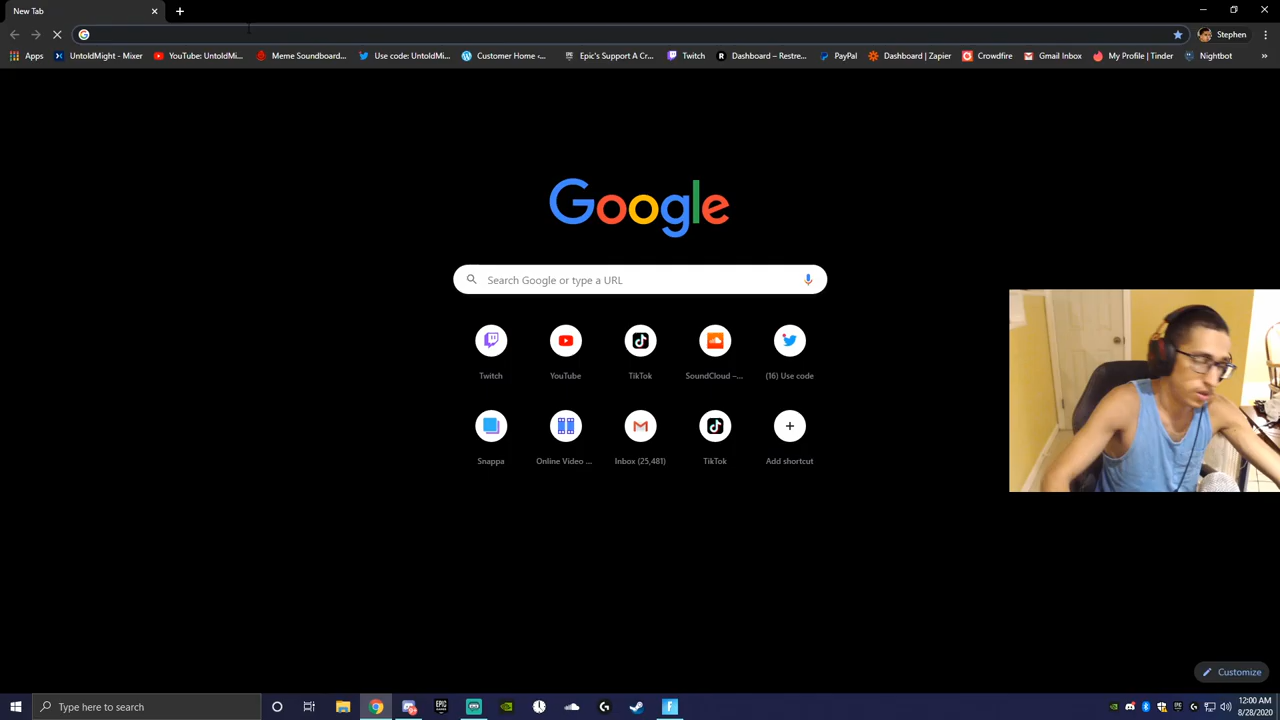 New Tab
Stephen
Apps
UntoldMight - Mixer
YouTube: UntoldMi...
Meme Soundboard...
Use code: UntoldMi...
Customer Home ‹...
Epic's Support A Cr...
Twitch
Dashboard – Restre...
PayPal
Dashboard | Zapier
Crowdfire
Gmail Inbox
My Profile | Tinder
Nightbot
»
Google
Search Google or type a URL
Twitch
YouTube
TikTok
SoundCloud –...
(16) Use code
Snappa
Online Video ...
Inbox (25,481)
TikTok
Add shortcut
Customize
Type here to search
EPIC GAMES
12:00 AM
8/28/2020